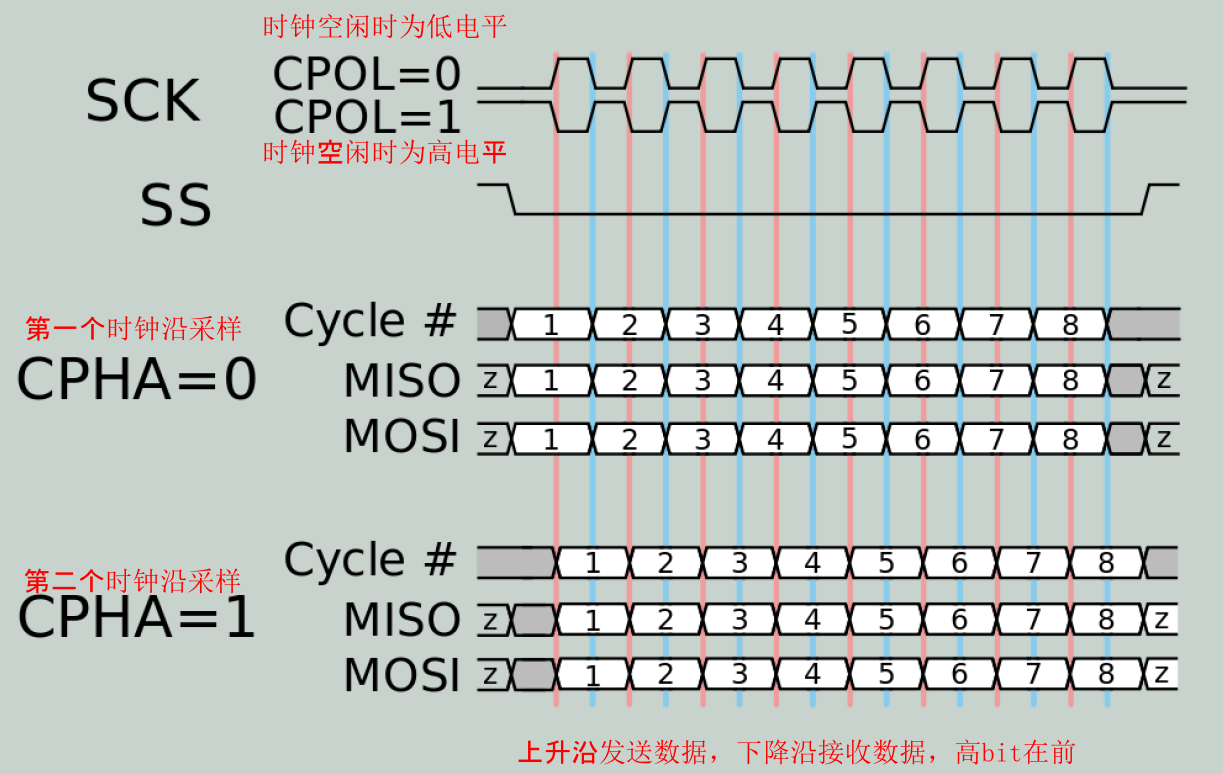 时钟空闲时为低电平
SCK
CPOL=0
CPOL=1
时钟空闲时为高电平
SS
Cycle # 1 2 3 4 5 6 7 8
第一个时钟沿采样
CPHA=0
MISO z 1 2 3 4 5 6 7 8 z
MOSI z 1 2 3 4 5 6 7 8 z
Cycle # 1 2 3 4 5 6 7 8
第二个时钟沿采样
CPHA=1
MISO z 1 2 3 4 5 6 7 8 z
MOSI z 1 2 3 4 5 6 7 8 z
上升沿发送数据，下降沿接收数据，高bit在前